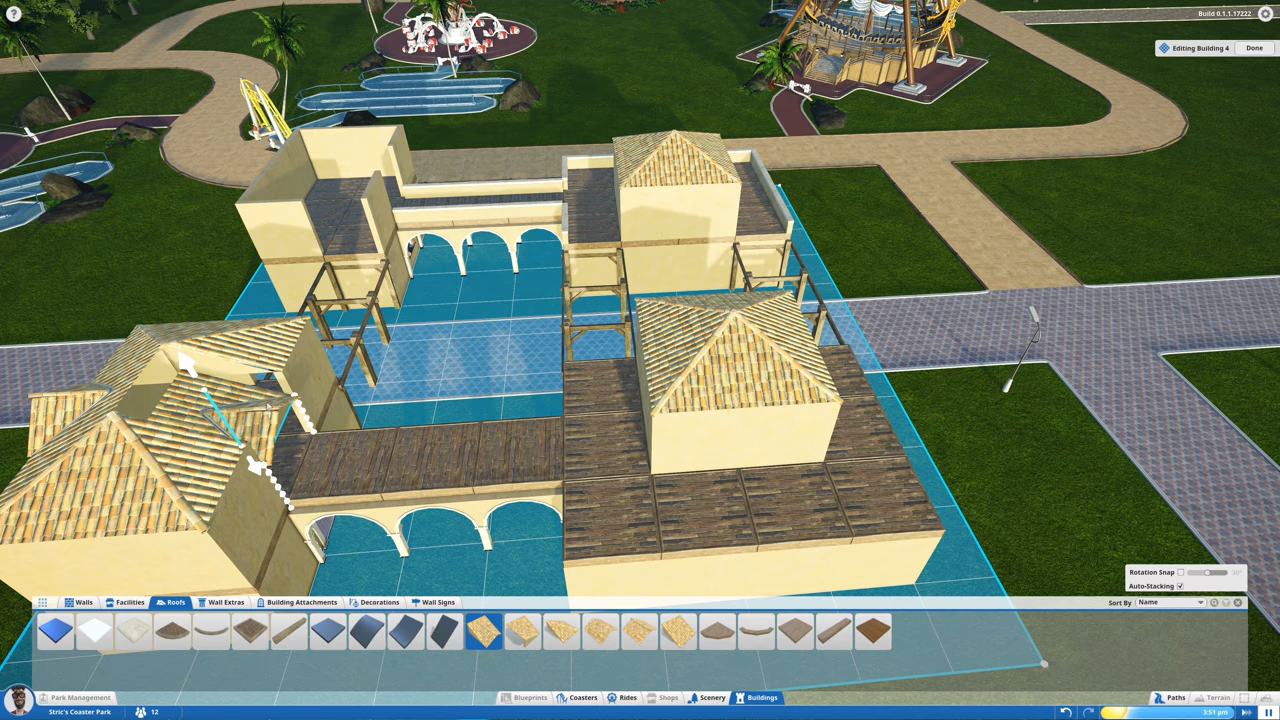 ?
Build 0.1.1.17222
Editing Building 4 Done
Rotation Snap 30°
Auto-Stacking
Walls Facilities Roofs Wall Extras Building Attachments Decorations Wall Signs Sort By Name
Park Management Blueprints Coasters Rides Shops Scenery Buildings Paths Terrain
Stric's Coaster Park 12 3:51 pm